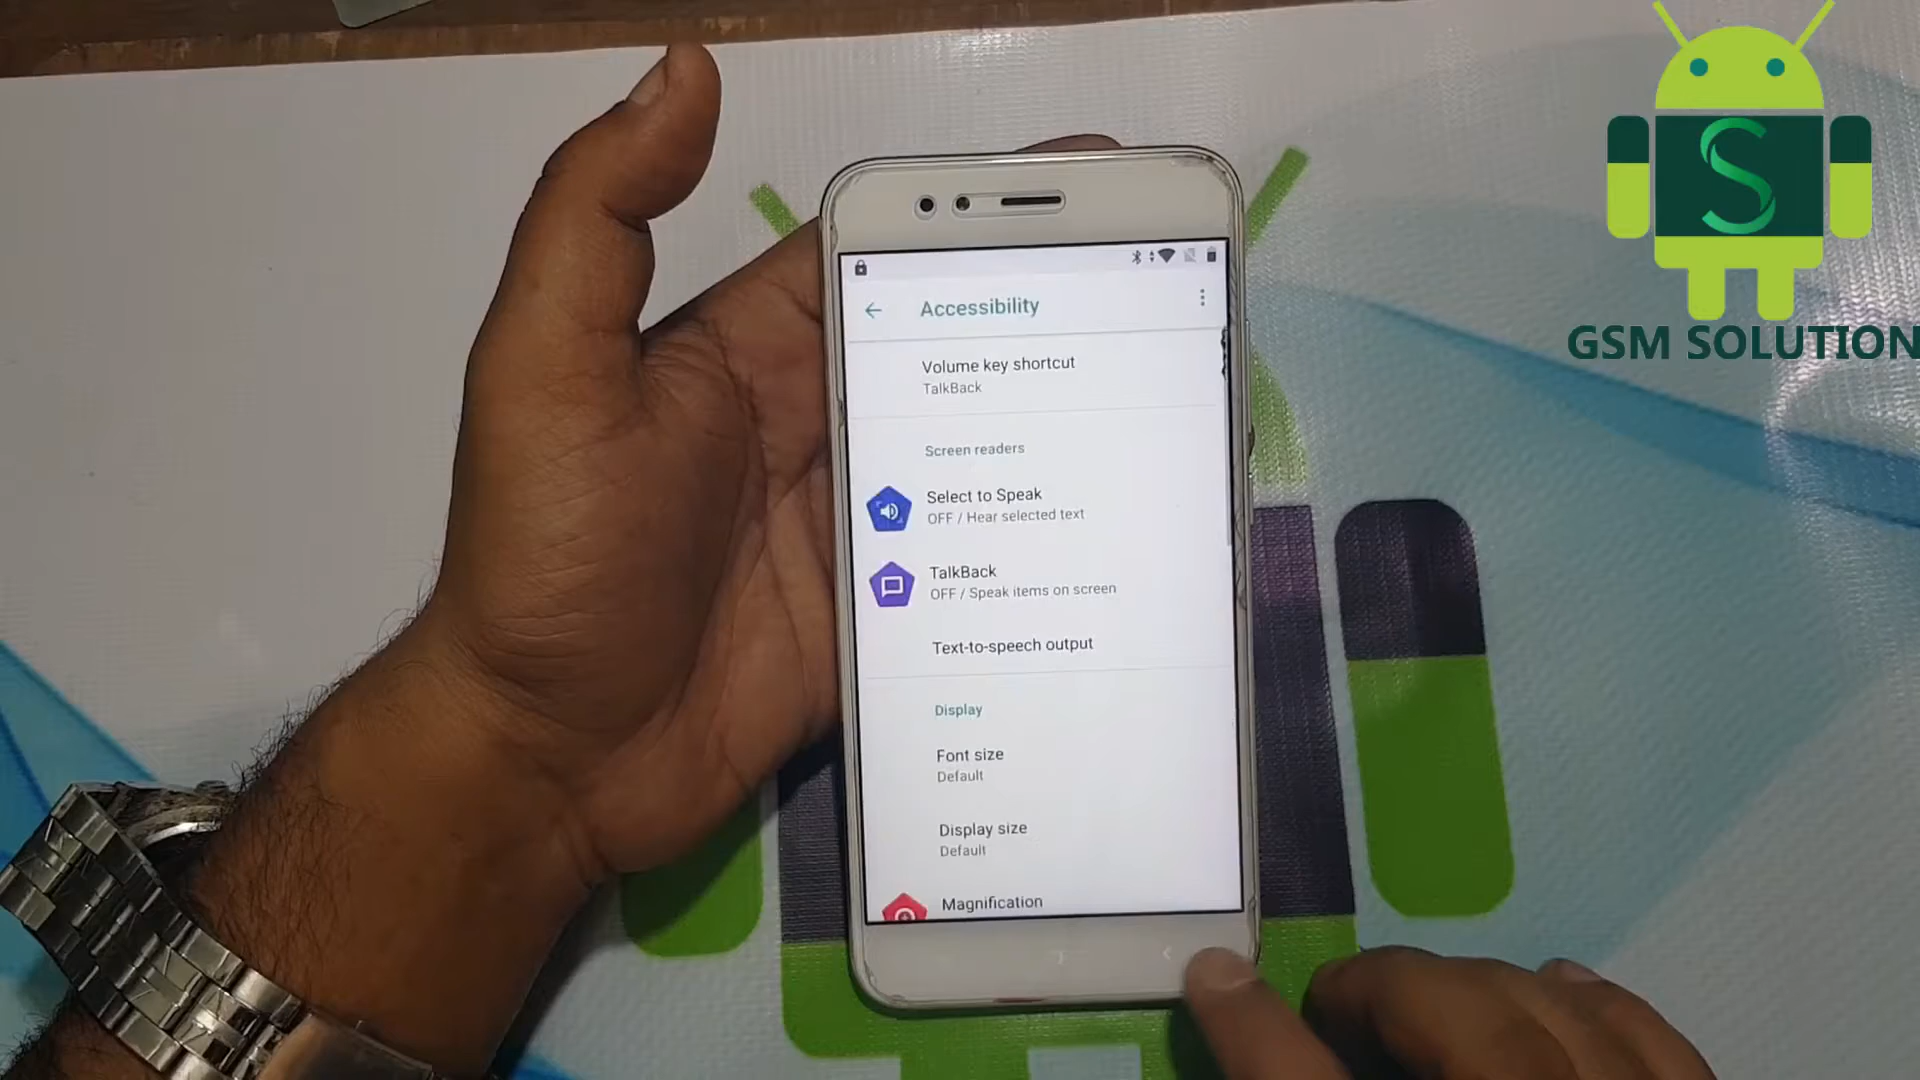 S
GSM SOLUTION
Accessibility
Volume key shortcut
TalkBack
Screen readers
Select to Speak
OFF / Hear selected text
TalkBack
OFF / Speak items on screen
Text-to-speech output
Display
Font size
Default
Display size
Default
Magnification